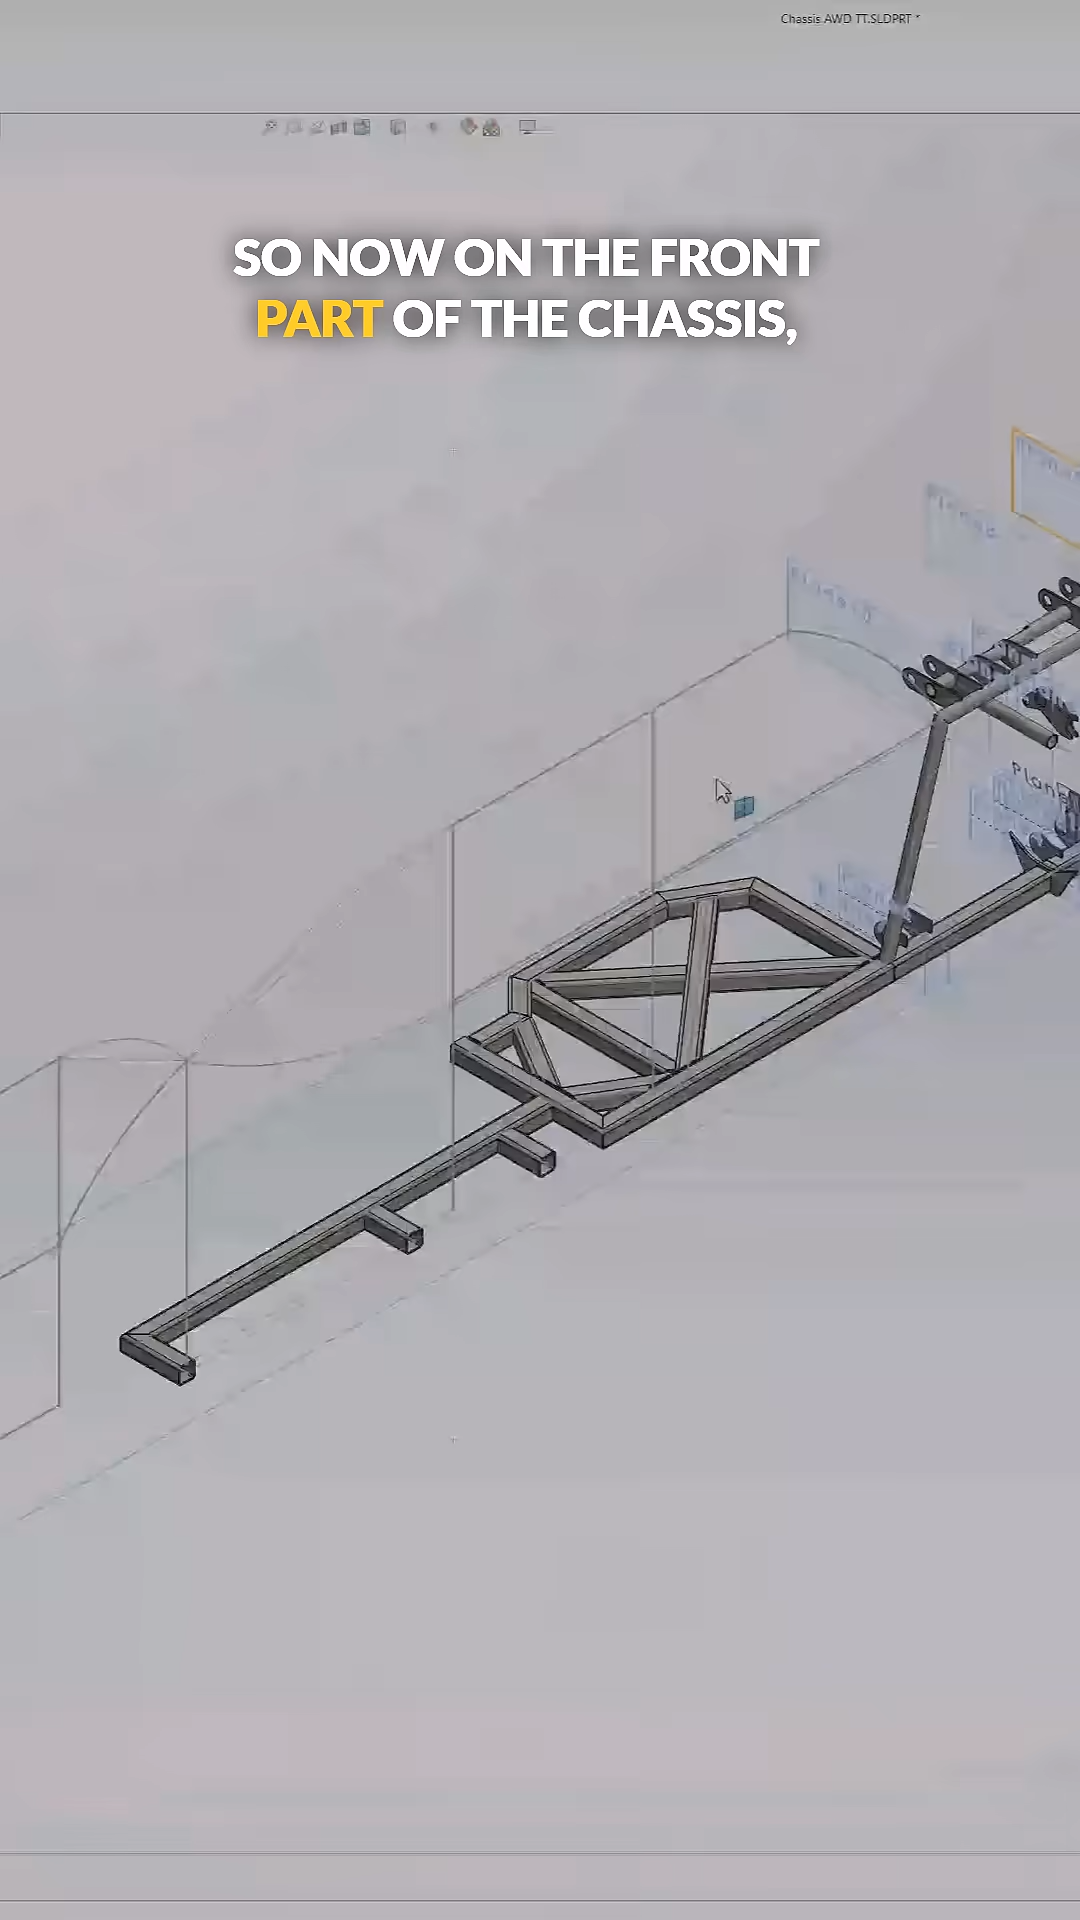 Chassis AWD TT.SLDPRT *
SO NOW ON THE FRONT
PART OF THE CHASSIS,